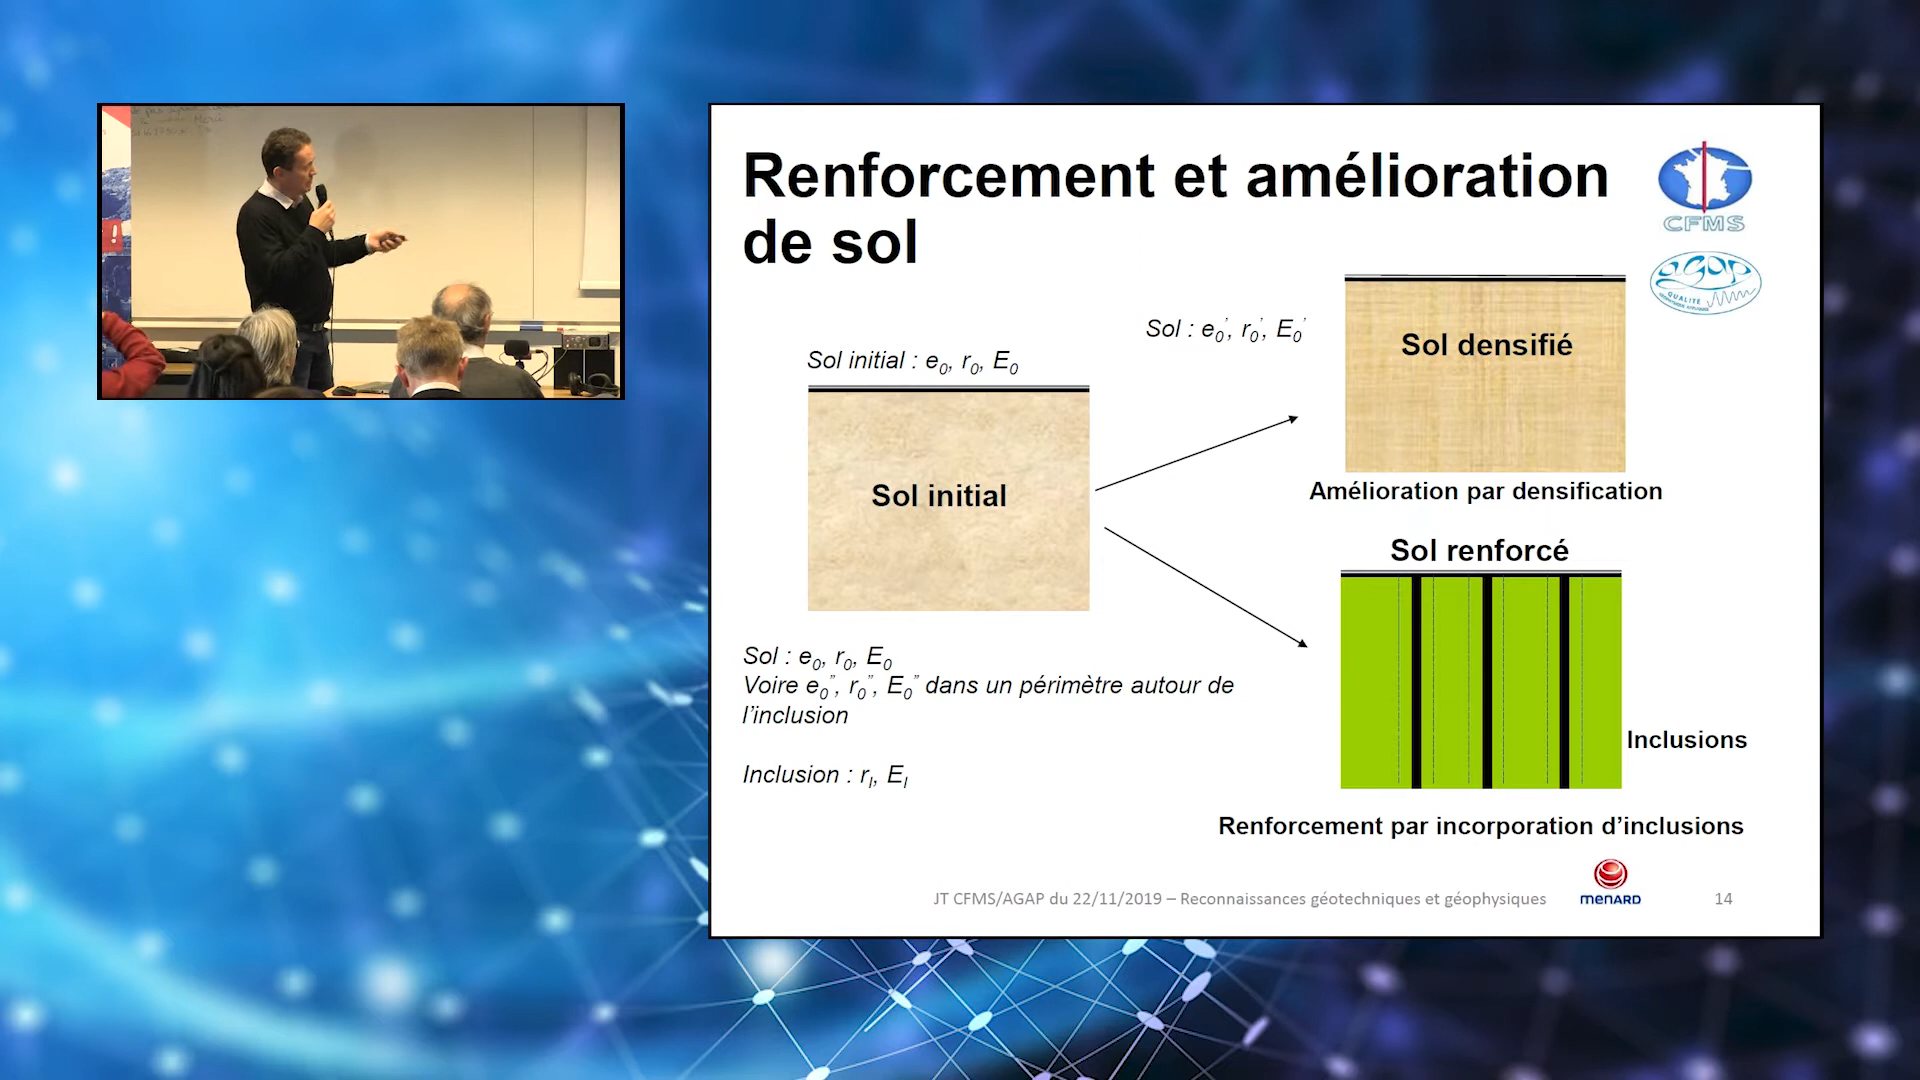 Renforcement et amélioration
de sol
CFMS
agap
QUALITÉ
Sol initial : e0, r0, E0
Sol : e0', r0', E0'
Sol densifié
Sol initial
Amélioration par densification
Sol renforcé
Sol : e0, r0, E0
Voire e0", r0", E0" dans un périmètre autour de
l'inclusion
Inclusions
Inclusion : rI, EI
Renforcement par incorporation d'inclusions
JT CFMS/AGAP du 22/11/2019 – Reconnaissances géotechniques et géophysiques
menARD
14